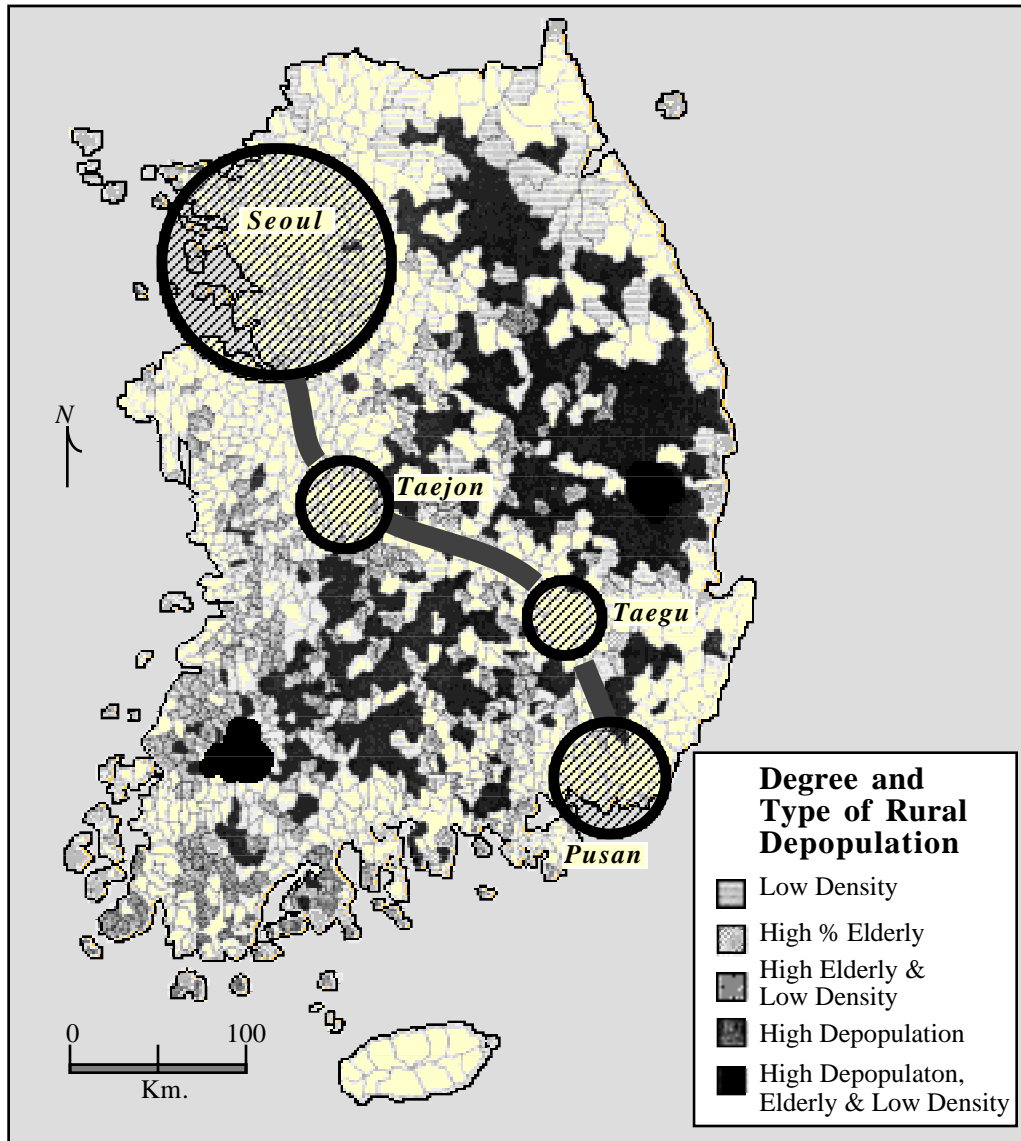 Seoul
N
Taejon
Taegu
Pusan
0 100
Km.
Degree and
Type of Rural
Depopulation
Low Density
High % Elderly
High Elderly &
Low Density
High Depopulation
High Depopulaton,
Elderly & Low Density